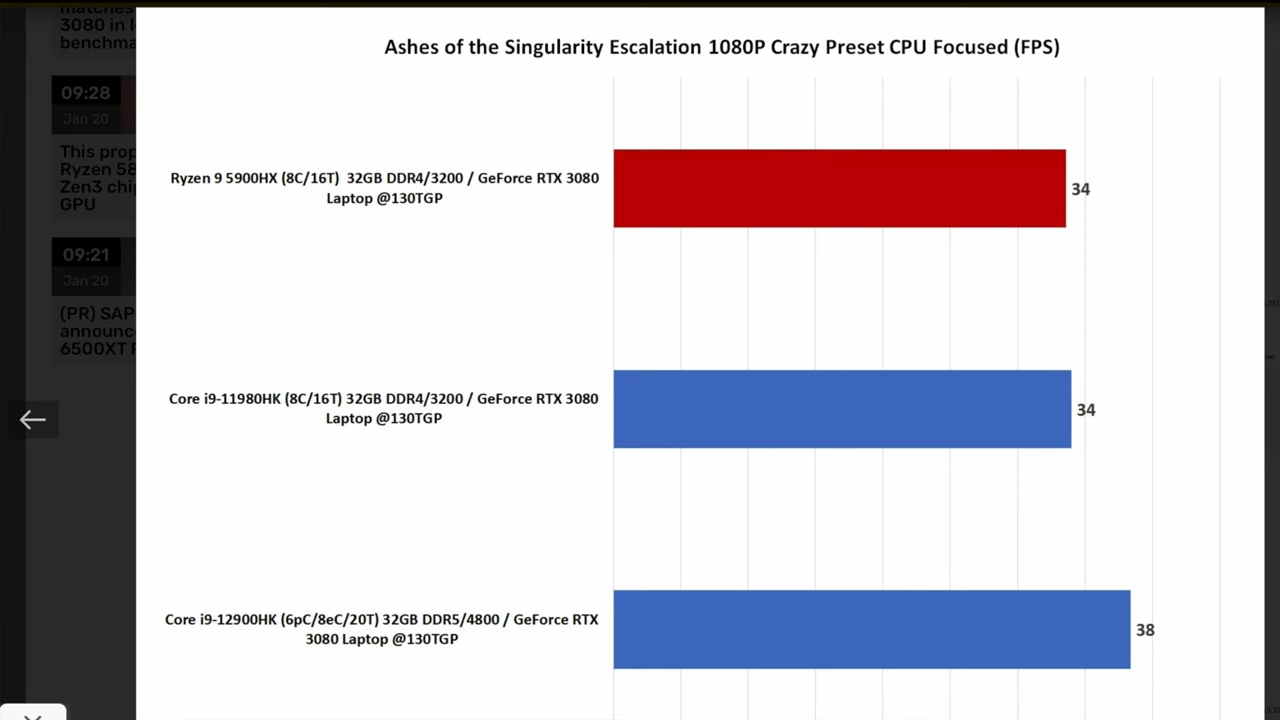 matches
3080 in l
benchma
09:28
Jan 20
This prop
Ryzen 58
Zen3 chi
GPU
09:21
Jan 20
(PR) SAP
announc
6500XT
Ashes of the Singularity Escalation 1080P Crazy Preset CPU Focused (FPS)
Ryzen 9 5900HX (8C/16T) 32GB DDR4/3200 / GeForce RTX 3080
Laptop @130TGP
34
Core i9-11980HK (8C/16T) 32GB DDR4/3200 / GeForce RTX 3080
Laptop @130TGP
34
Core i9-12900HK (6pC/8eC/20T) 32GB DDR5/4800 / GeForce RTX
3080 Laptop @130TGP
38